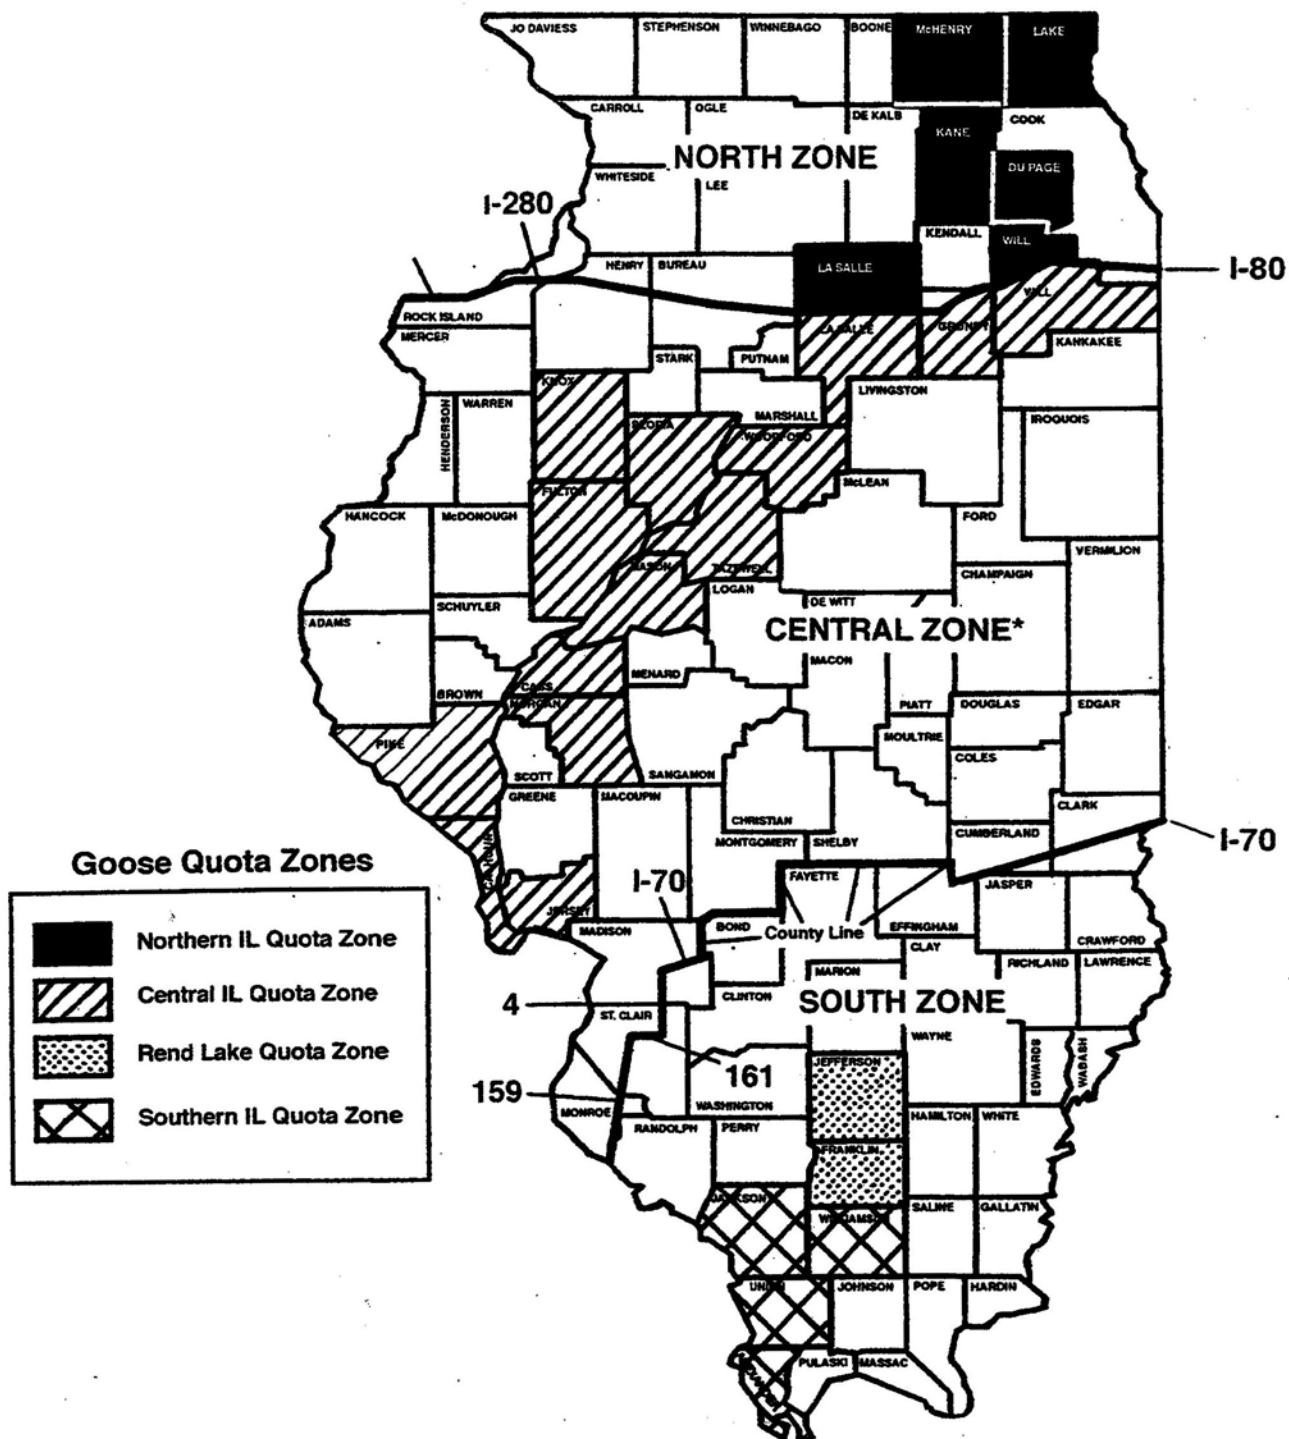 JO DAVIESS
STEPHENSON
WINNEBAGO
BOONE
McHENRY
LAKE
CARROLL
OGLE
DE KALB
KANE
COOK
NORTH ZONE
WHITESIDE
LEE
DU PAGE
I-280
KENDALL
WILL
HENRY
BUREAU
LA SALLE
I-80
ROCK ISLAND
WILL
MERCER
LA SALLE
GRUNDY
STARK
PUTNAM
KANKAKEE
KNOX
LIVINGSTON
HENDERSON
WARREN
MARSHALL
PEORIA
WOODFORD
IROQUOIS
FULTON
McLEAN
HANCOCK
McDONOUGH
FORD
VERMILION
MASON
TAZEWELL
CHAMPAIGN
LOGAN
SCHUYLER
DE WITT
ADAMS
CENTRAL ZONE*
MENARD
MACON
BROWN
CASS
MORGAN
PIATT
DOUGLAS
EDGAR
PIKE
MOULTRIE
SCOTT
SANGAMON
COLES
GREENE
MACOUPIN
CLARK
CHRISTIAN
CUMBERLAND
MONTGOMERY
SHELBY
I-70
CALHOUN
Goose Quota Zones
I-70
FAYETTE
JASPER
JERSEY
MADISON
BOND
County Line
EFFINGHAM
CRAWFORD
Northern IL Quota Zone
CLAY
RICHLAND
LAWRENCE
MARION
Central IL Quota Zone
CLINTON
SOUTH ZONE
4
ST. CLAIR
WAYNE
EDWARDS
WABASH
Rend Lake Quota Zone
JEFFERSON
161
159
WASHINGTON
MONROE
Southern IL Quota Zone
RANDOLPH
PERRY
HAMILTON
WHITE
FRANKLIN
JACKSON
WILLIAMSON
SALINE
GALLATIN
UNION
JOHNSON
POPE
HARDIN
PULASKI
MASSAC